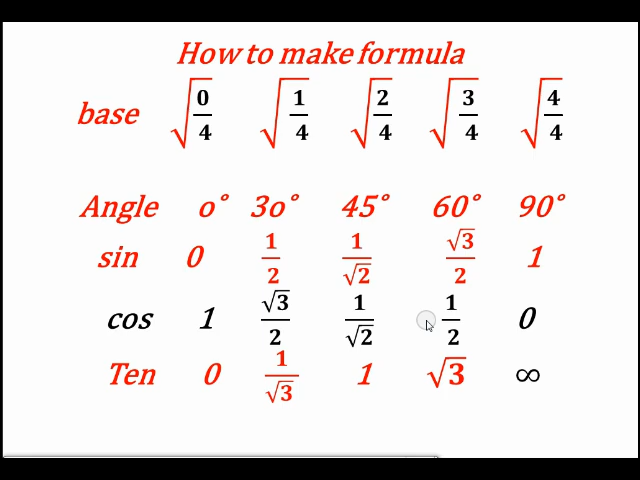 How to make formula
base √0/4 √1/4 √2/4 √3/4 √4/4
Angle o° 3o° 45° 60° 90°
sin 0 1/2 1/√2 √3/2 1
cos 1 √3/2 1/√2 1/2 0
Ten 0 1/√3 1 √3 ∞